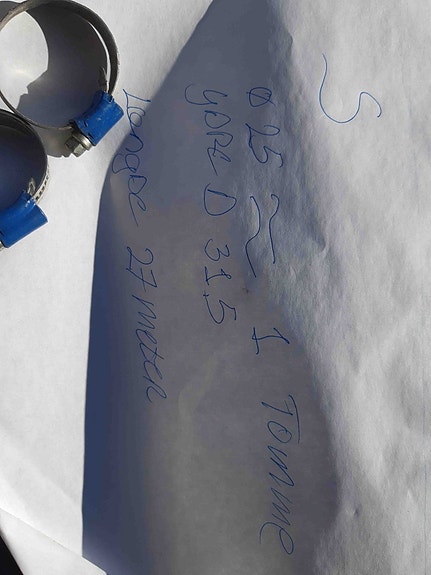 S
Ø 25 ≈ 1 Tomme
ydre D 31.5
Længde 27 meter